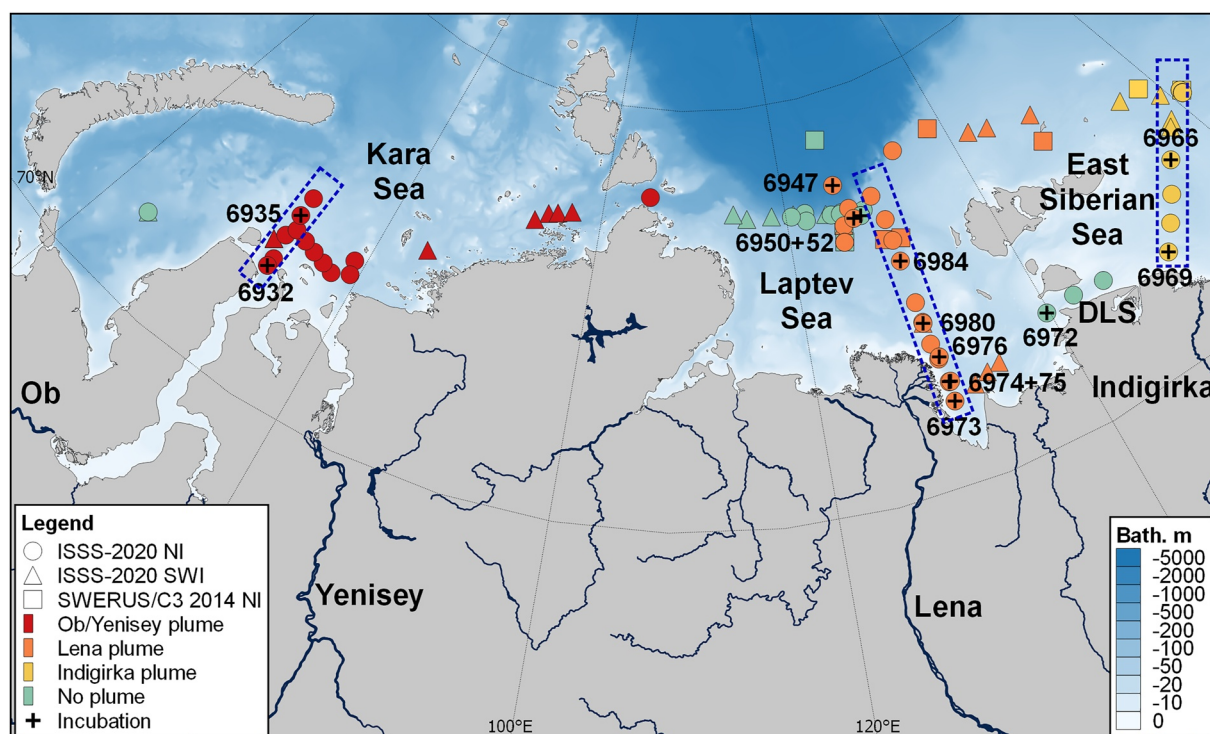 Kara
Sea
70°N
6935
6932
6947
6950+52
Laptev
Sea
6984
6980
6976
6974+75
6973
East
Siberian
Sea
6966
6969
DLS
6972
Indigirka
Ob
Yenisey
Lena
100°E
120°E
Legend
ISSS-2020 NI
ISSS-2020 SWI
SWERUS/C3 2014 NI
Ob/Yenisey plume
Lena plume
Indigirka plume
No plume
Incubation
Bath. m
-5000
-2000
-1000
-500
-200
-100
-50
-20
-10
0